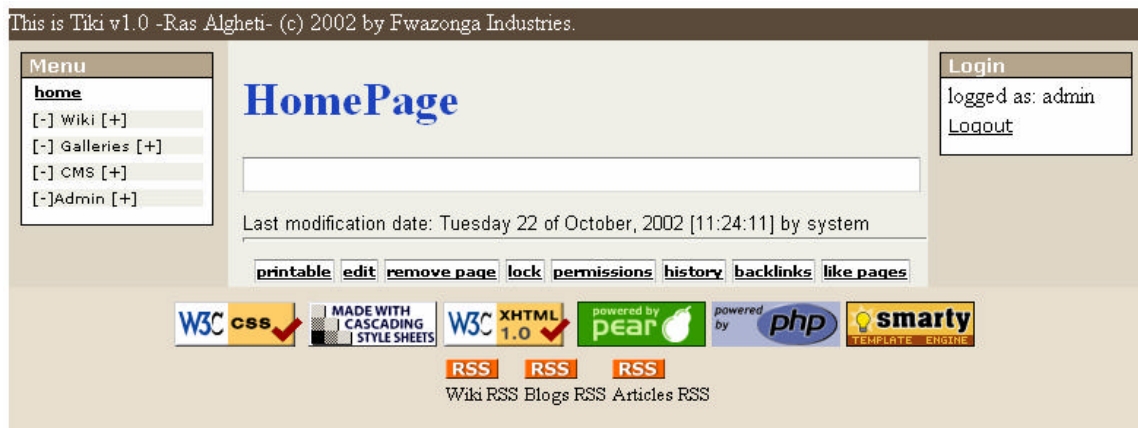 This is Tiki v1.0 -Ras Algheti- (c) 2002 by Fwazonga Industries.
Menu
home
[-] Wiki [+]
[-] Galleries [+]
[-] CMS [+]
[-]Admin [+]
HomePage
Last modification date: Tuesday 22 of October, 2002 [11:24:11] by system
printable edit remove page lock permissions history backlinks like pages
Login
logged as: admin
Logout
W3C css
MADE WITH
CASCADING
STYLE SHEETS
W3C XHTML
1.0
powered by
pear
powered
by php
smarty
TEMPLATE ENGINE
RSS RSS RSS
Wiki RSS Blogs RSS Articles RSS